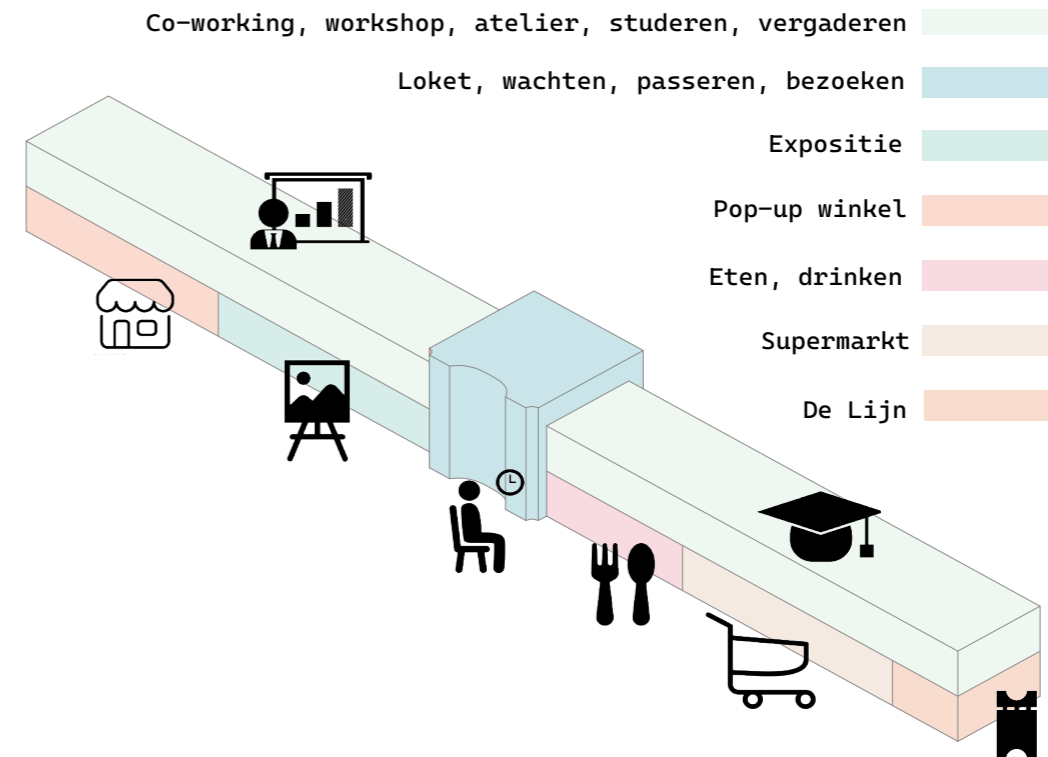 Co-working, workshop, atelier, studeren, vergaderen
Loket, wachten, passeren, bezoeken
Expositie
Pop-up winkel
Eten, drinken
Supermarkt
De Lijn